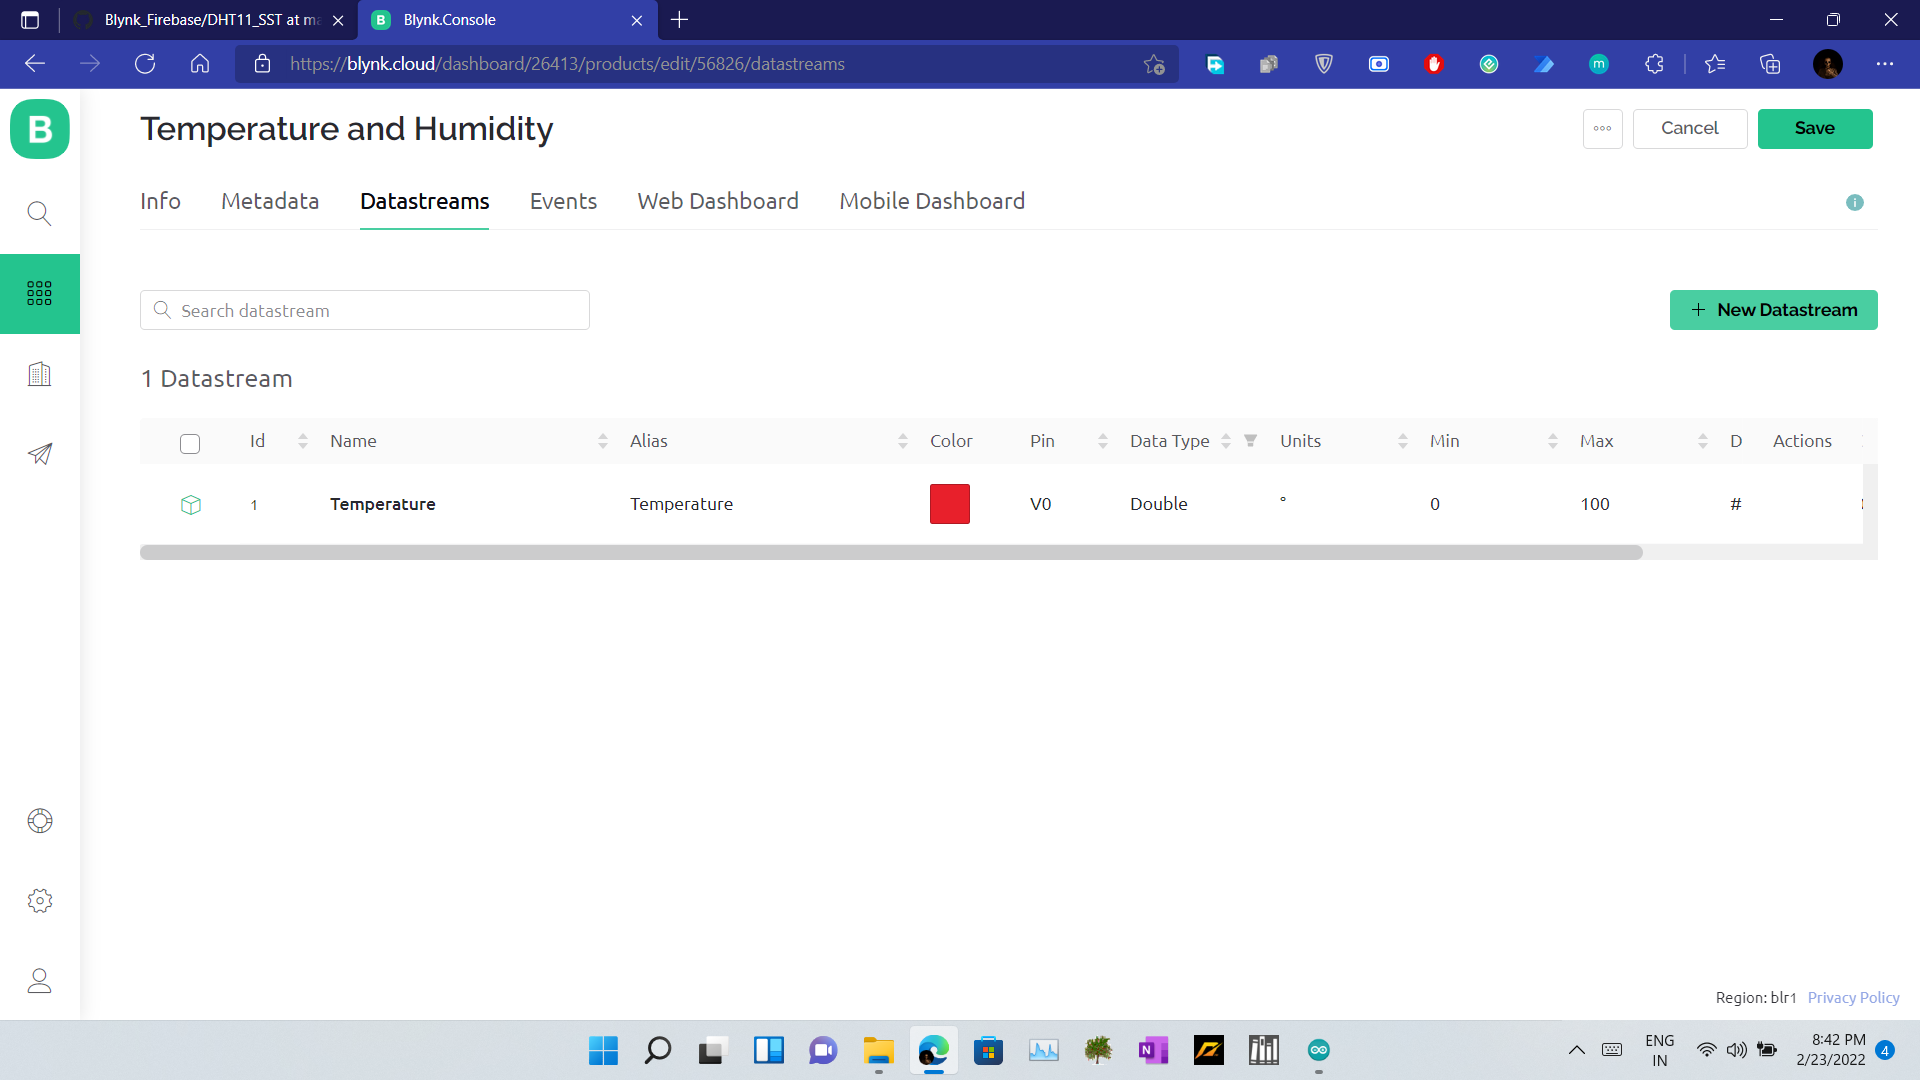 Blynk_Firebase/DHT11_SST at ma
B Blynk.Console
https://blynk.cloud/dashboard/26413/products/edit/56826/datastreams
m
B
Temperature and Humidity
Cancel
Save
Info Metadata Datastreams Events Web Dashboard Mobile Dashboard
i
Search datastream
+ New Datastream
1 Datastream
Id Name Alias Color Pin Data Type Units Min Max D Actions
1 Temperature Temperature V0 Double ° 0 100 #
Region: blr1 Privacy Policy
N
ENG
IN
8:42 PM
2/23/2022
4